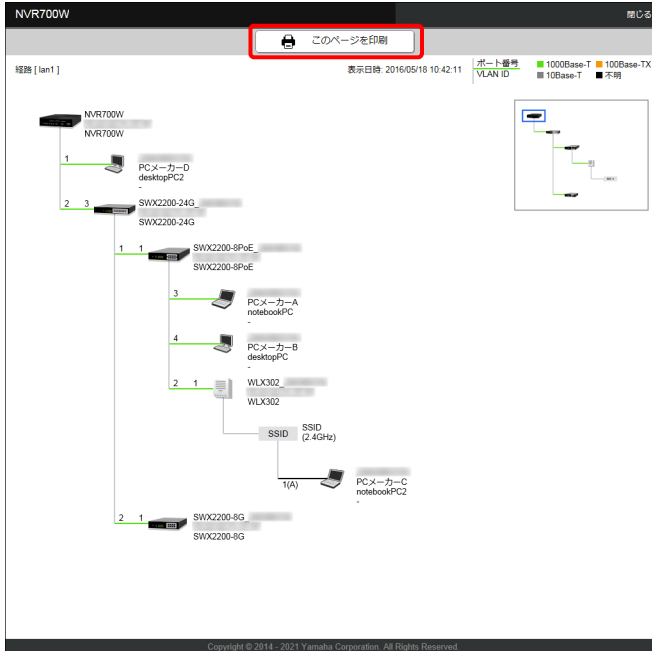 NVR700W 閉じる
このページを印刷
経路 [ lan1 ] 表示日時: 2016/05/18 10:42:11 ポート番号 1000Base-T 100Base-TX
VLAN ID 10Base-T 不明
NVR700W
NVR700W
1
PCメーカーD
desktopPC2
-
2 3 SWX2200-24G_
SWX2200-24G
1 1 SWX2200-8PoE_
SWX2200-8PoE
3
PCメーカーA
notebookPC
-
4
PCメーカーB
desktopPC
-
2 1 WLX302_
WLX302
SSID SSID
(2.4GHz)
1(A) PCメーカーC
notebookPC2
-
2 1 SWX2200-8G_
SWX2200-8G
Copyright © 2014 - 2021 Yamaha Corporation. All Rights Reserved.